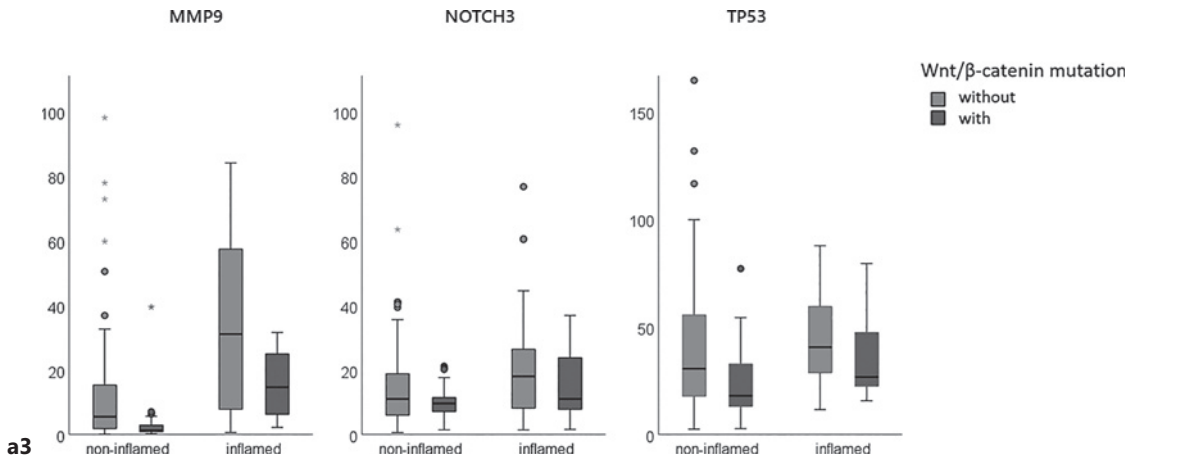 MMP9
100
80
60
40
20
0
non-inflamed inflamed
NOTCH3
100
80
60
40
20
0
non-inflamed inflamed
TP53
150
100
50
0
non-inflamed inflamed
Wnt/β-catenin mutation
without
with
a3